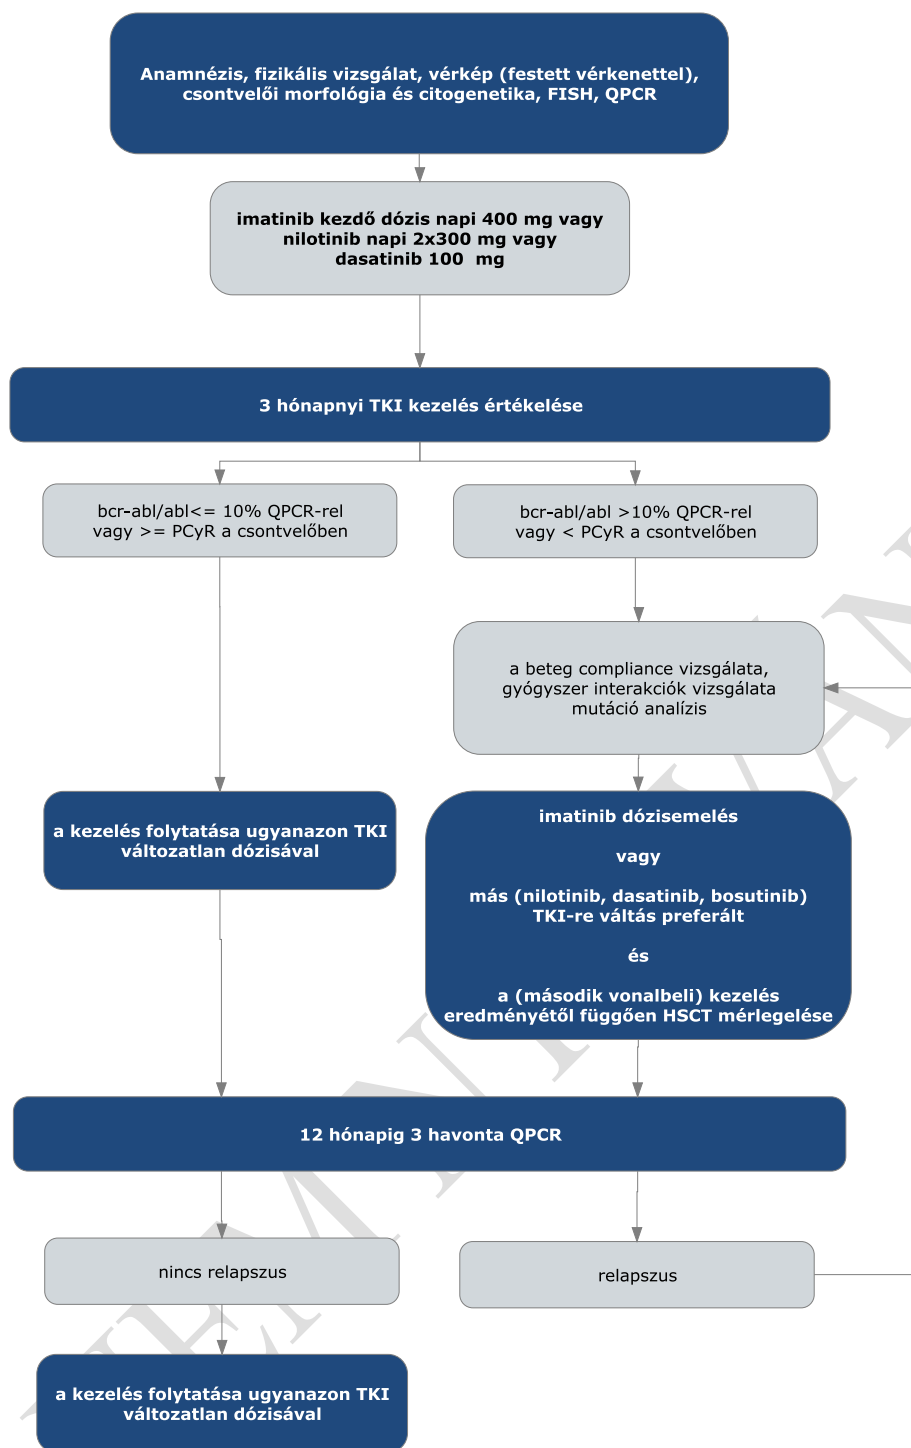 Anamnézis, fizikális vizsgálat, vérkép (festett vérkenettel),
csontvelői morfológia és citogenetika, FISH, QPCR
imatinib kezdő dózis napi 400 mg vagy
nilotinib napi 2x300 mg vagy
dasatinib 100 mg
3 hónapnyi TKI kezelés értékelése
bcr-abl/abl<= 10% QPCR-rel
vagy >= PCyR a csontvelőben
bcr-abl/abl >10% QPCR-rel
vagy < PCyR a csontvelőben
a beteg compliance vizsgálata,
gyógyszer interakciók vizsgálata
mutáció analízis
a kezelés folytatása ugyanazon TKI
változatlan dózisával
imatinib dózisemelés
vagy
más (nilotinib, dasatinib, bosutinib)
TKI-re váltás preferált
és
a (második vonalbeli) kezelés
eredményétől függően HSCT mérlegelése
12 hónapig 3 havonta QPCR
nincs relapszus
relapszus
a kezelés folytatása ugyanazon TKI
változatlan dózisával